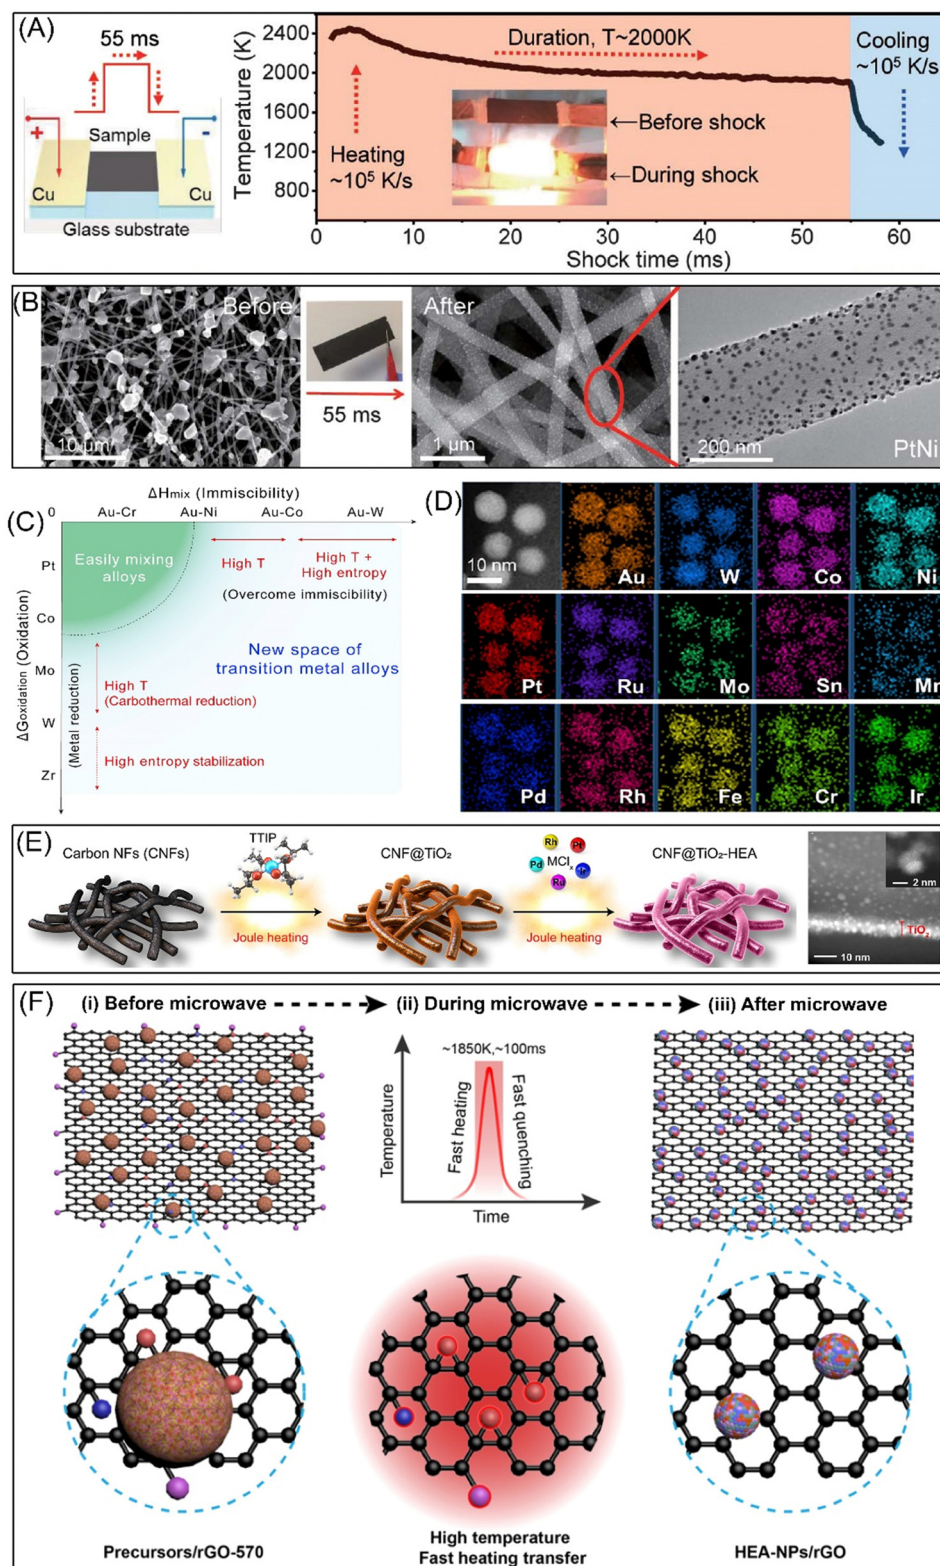 (A)
55 ms
+
Sample
-
Cu
Cu
Glass substrate
Temperature (K)
2400
2000
1600
1200
800
Duration, T~2000K
Cooling
~10⁵ K/s
Heating
~10⁵ K/s
←Before shock
←During shock
0
10
20
30
40
50
60
Shock time (ms)
(B)
Before
10 μm
55 ms
After
1 μm
200 nm
PtNi
(C)
ΔHmix (Immiscibility)
0
Au-Cr
Au-Ni
Au-Co
Au-W
ΔGoxidation (Oxidation)
Pt
Co
Mo
W
Zr
(Metal reduction)
Easily mixing
alloys
High T
High T +
High entropy
(Overcome immiscibility)
New space of
transition metal alloys
High T
(Carbothermal reduction)
High entropy stabilization
(D)
10 nm
Au
W
Co
Ni
Pt
Ru
Mo
Sn
Mn
Pd
Rh
Fe
Cr
Ir
(E)
Carbon NFs (CNFs)
TTIP
Joule heating
CNF@TiO₂
Rh
Pt
Pd
MClₓ
Ir
Ru
Joule heating
CNF@TiO₂-HEA
2 nm
TiO₂
10 nm
(F)
(i) Before microwave
(ii) During microwave
(iii) After microwave
~1850K,~100ms
Temperature
Fast heating
Fast quenching
Time
Precursors/rGO-570
High temperature
Fast heating transfer
HEA-NPs/rGO